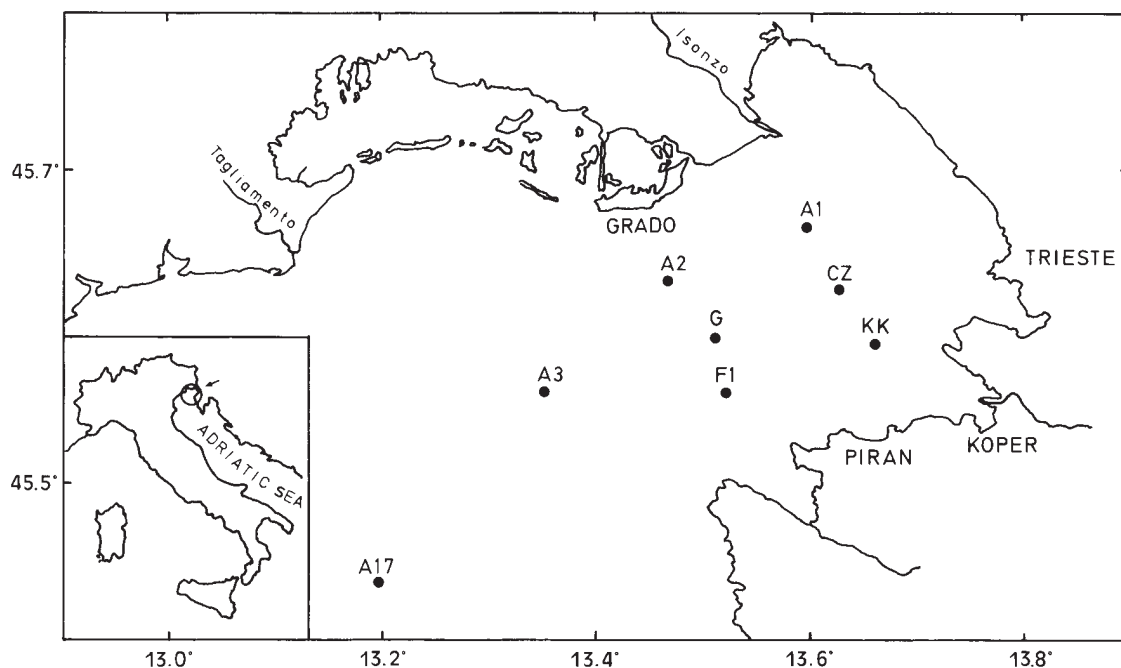 Isonzo
45.7°
Tagliamento
GRADO
A1
TRIESTE
A2
CZ
G
KK
A3
F1
ADRIATIC SEA
PIRAN
KOPER
45.5°
A17
13.0°
13.2°
13.4°
13.6°
13.8°